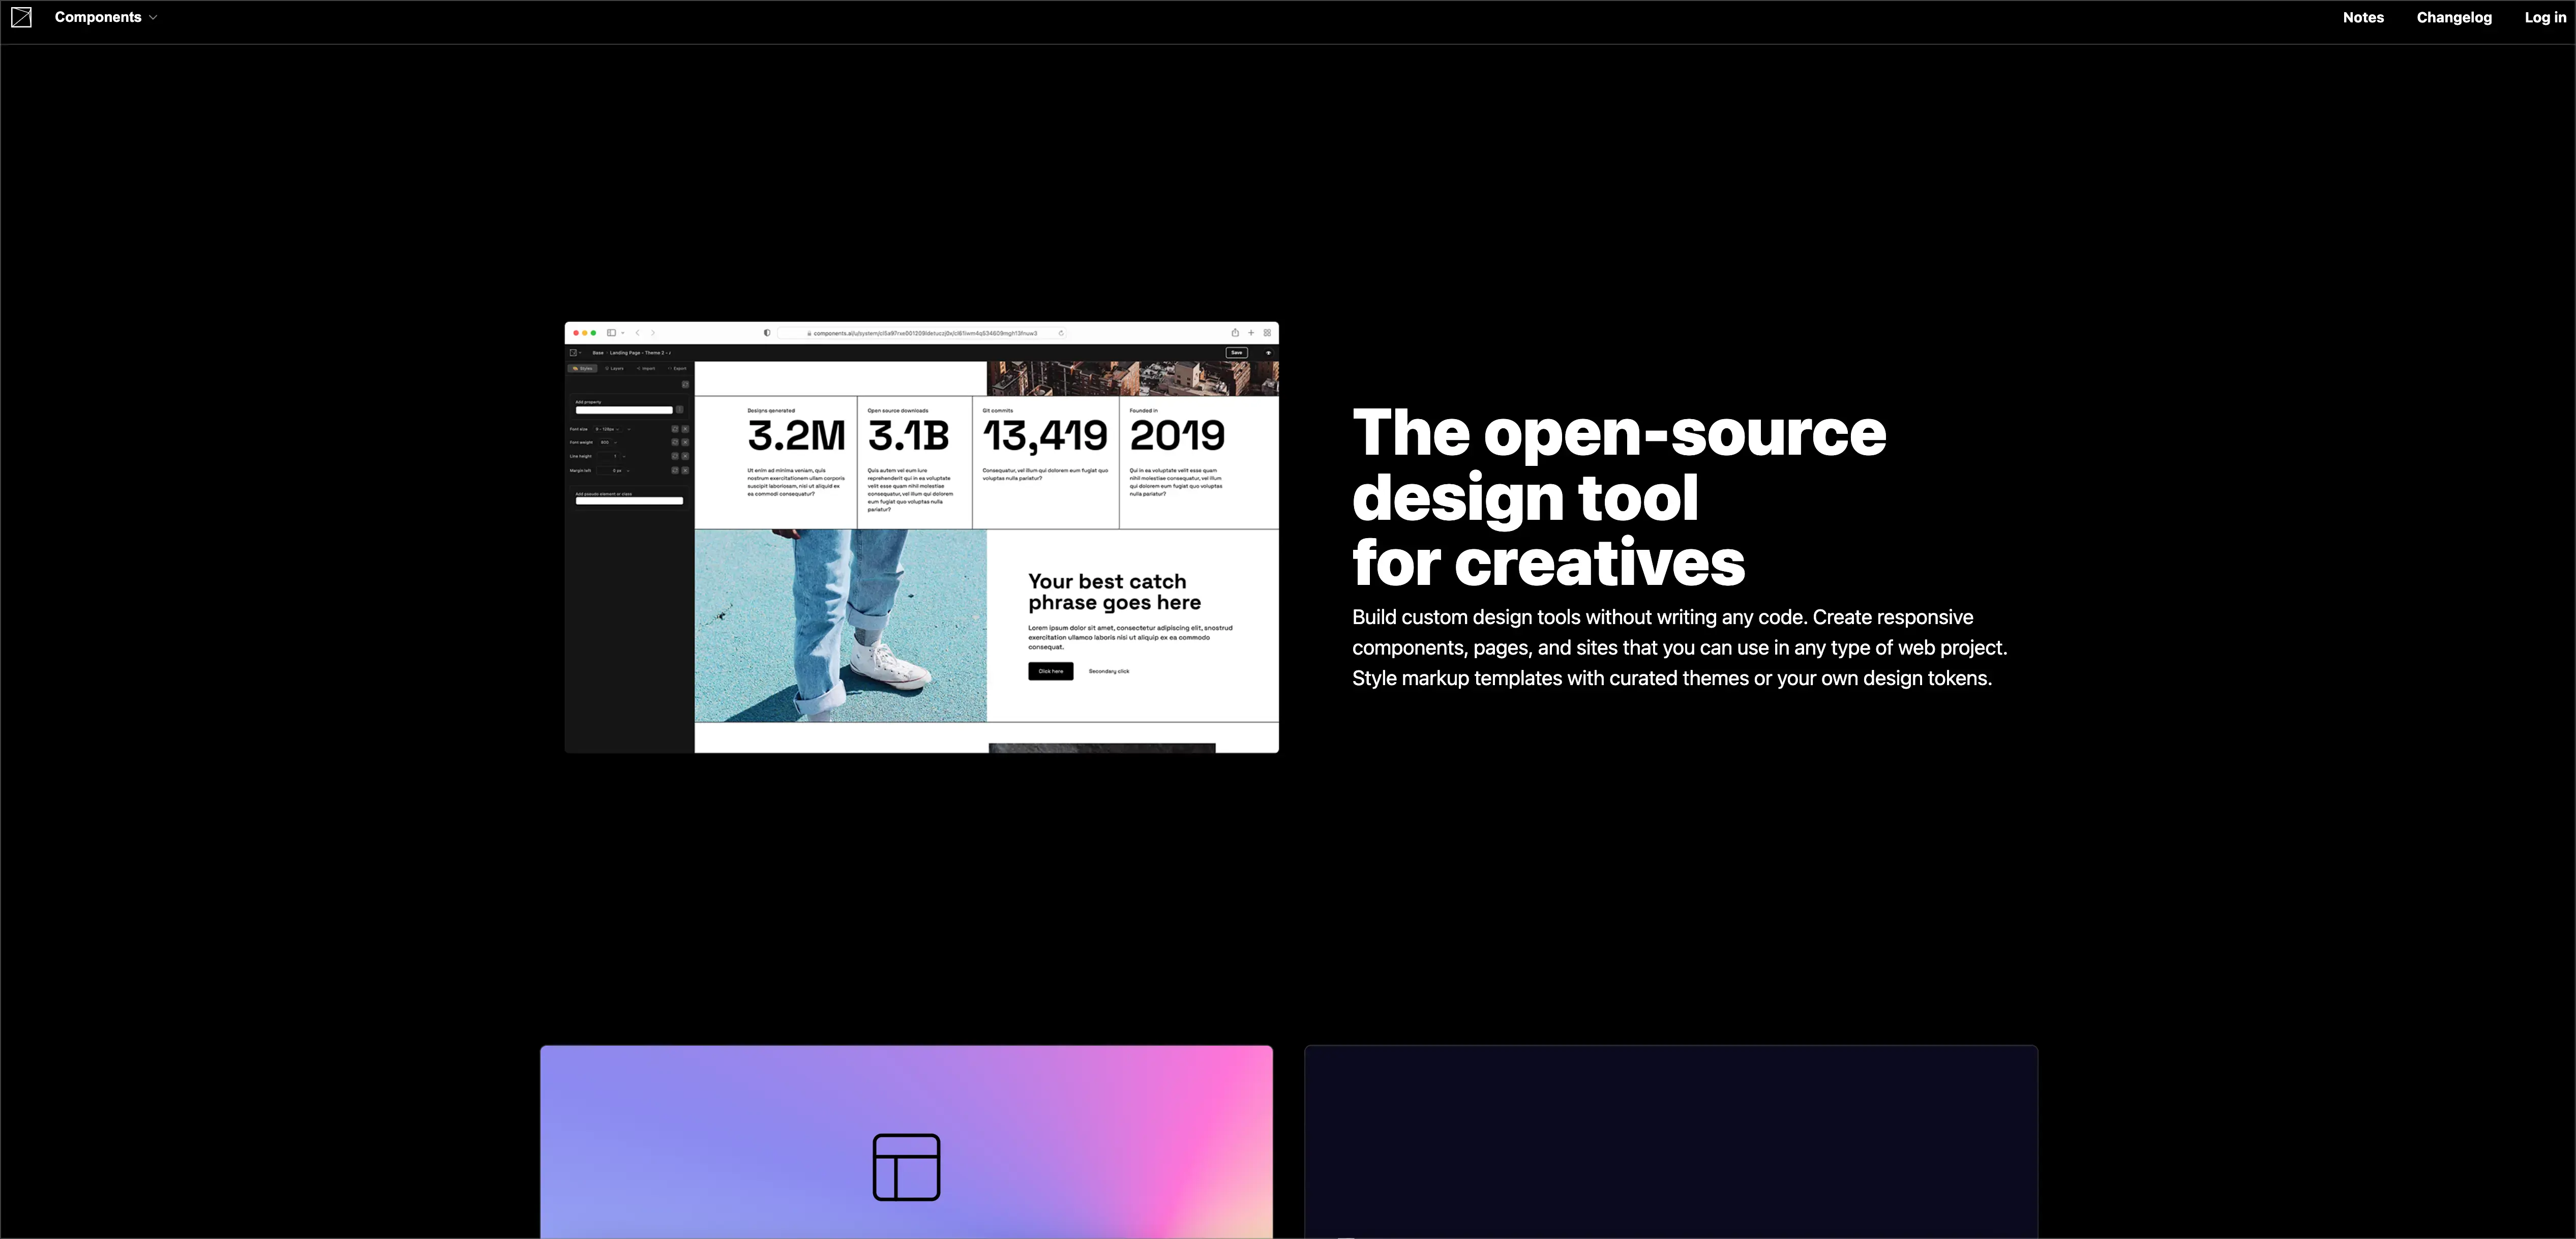 Components
Notes
Changelog
Log in
Base
Landing Page - Theme 2
Save
Styles
Layers
Import
Export
Add property
Font size
Font weight
600
Line height
1
Margin left
0 px
Add pseudo element or class
Designs generated
3.2M
Ut enim ad minima veniam, quis
nostrum exercitationem ullam corporis
suscipit laboriosam, nisi ut aliquid ex
ea commodi consequatur?
Open source downloads
3.1B
Quis autem vel eum iure
reprehenderit qui in ea voluptate
velit esse quam nihil molestiae
consequatur, vel illum qui dolorem
eum fugiat quo voluptas nulla
pariatur?
Git commits
13,419
Consequatur, vel illum qui dolorem eum fugiat quo
voluptas nulla pariatur?
Founded in
2019
Qui in ea voluptate velit esse quam
nihil molestiae consequatur, vel illum
qui dolorem eum fugiat quo voluptas
nulla pariatur?
Your best catch
phrase goes here
Lorem ipsum dolor sit amet, consectetur adipiscing elit, snostrud
exercitation ullamco laboris nisi ut aliquip ex ea commodo
consequat.
Click here
Secondary click
The open-source
design tool
for creatives
Build custom design tools without writing any code. Create responsive
components, pages, and sites that you can use in any type of web project.
Style markup templates with curated themes or your own design tokens.